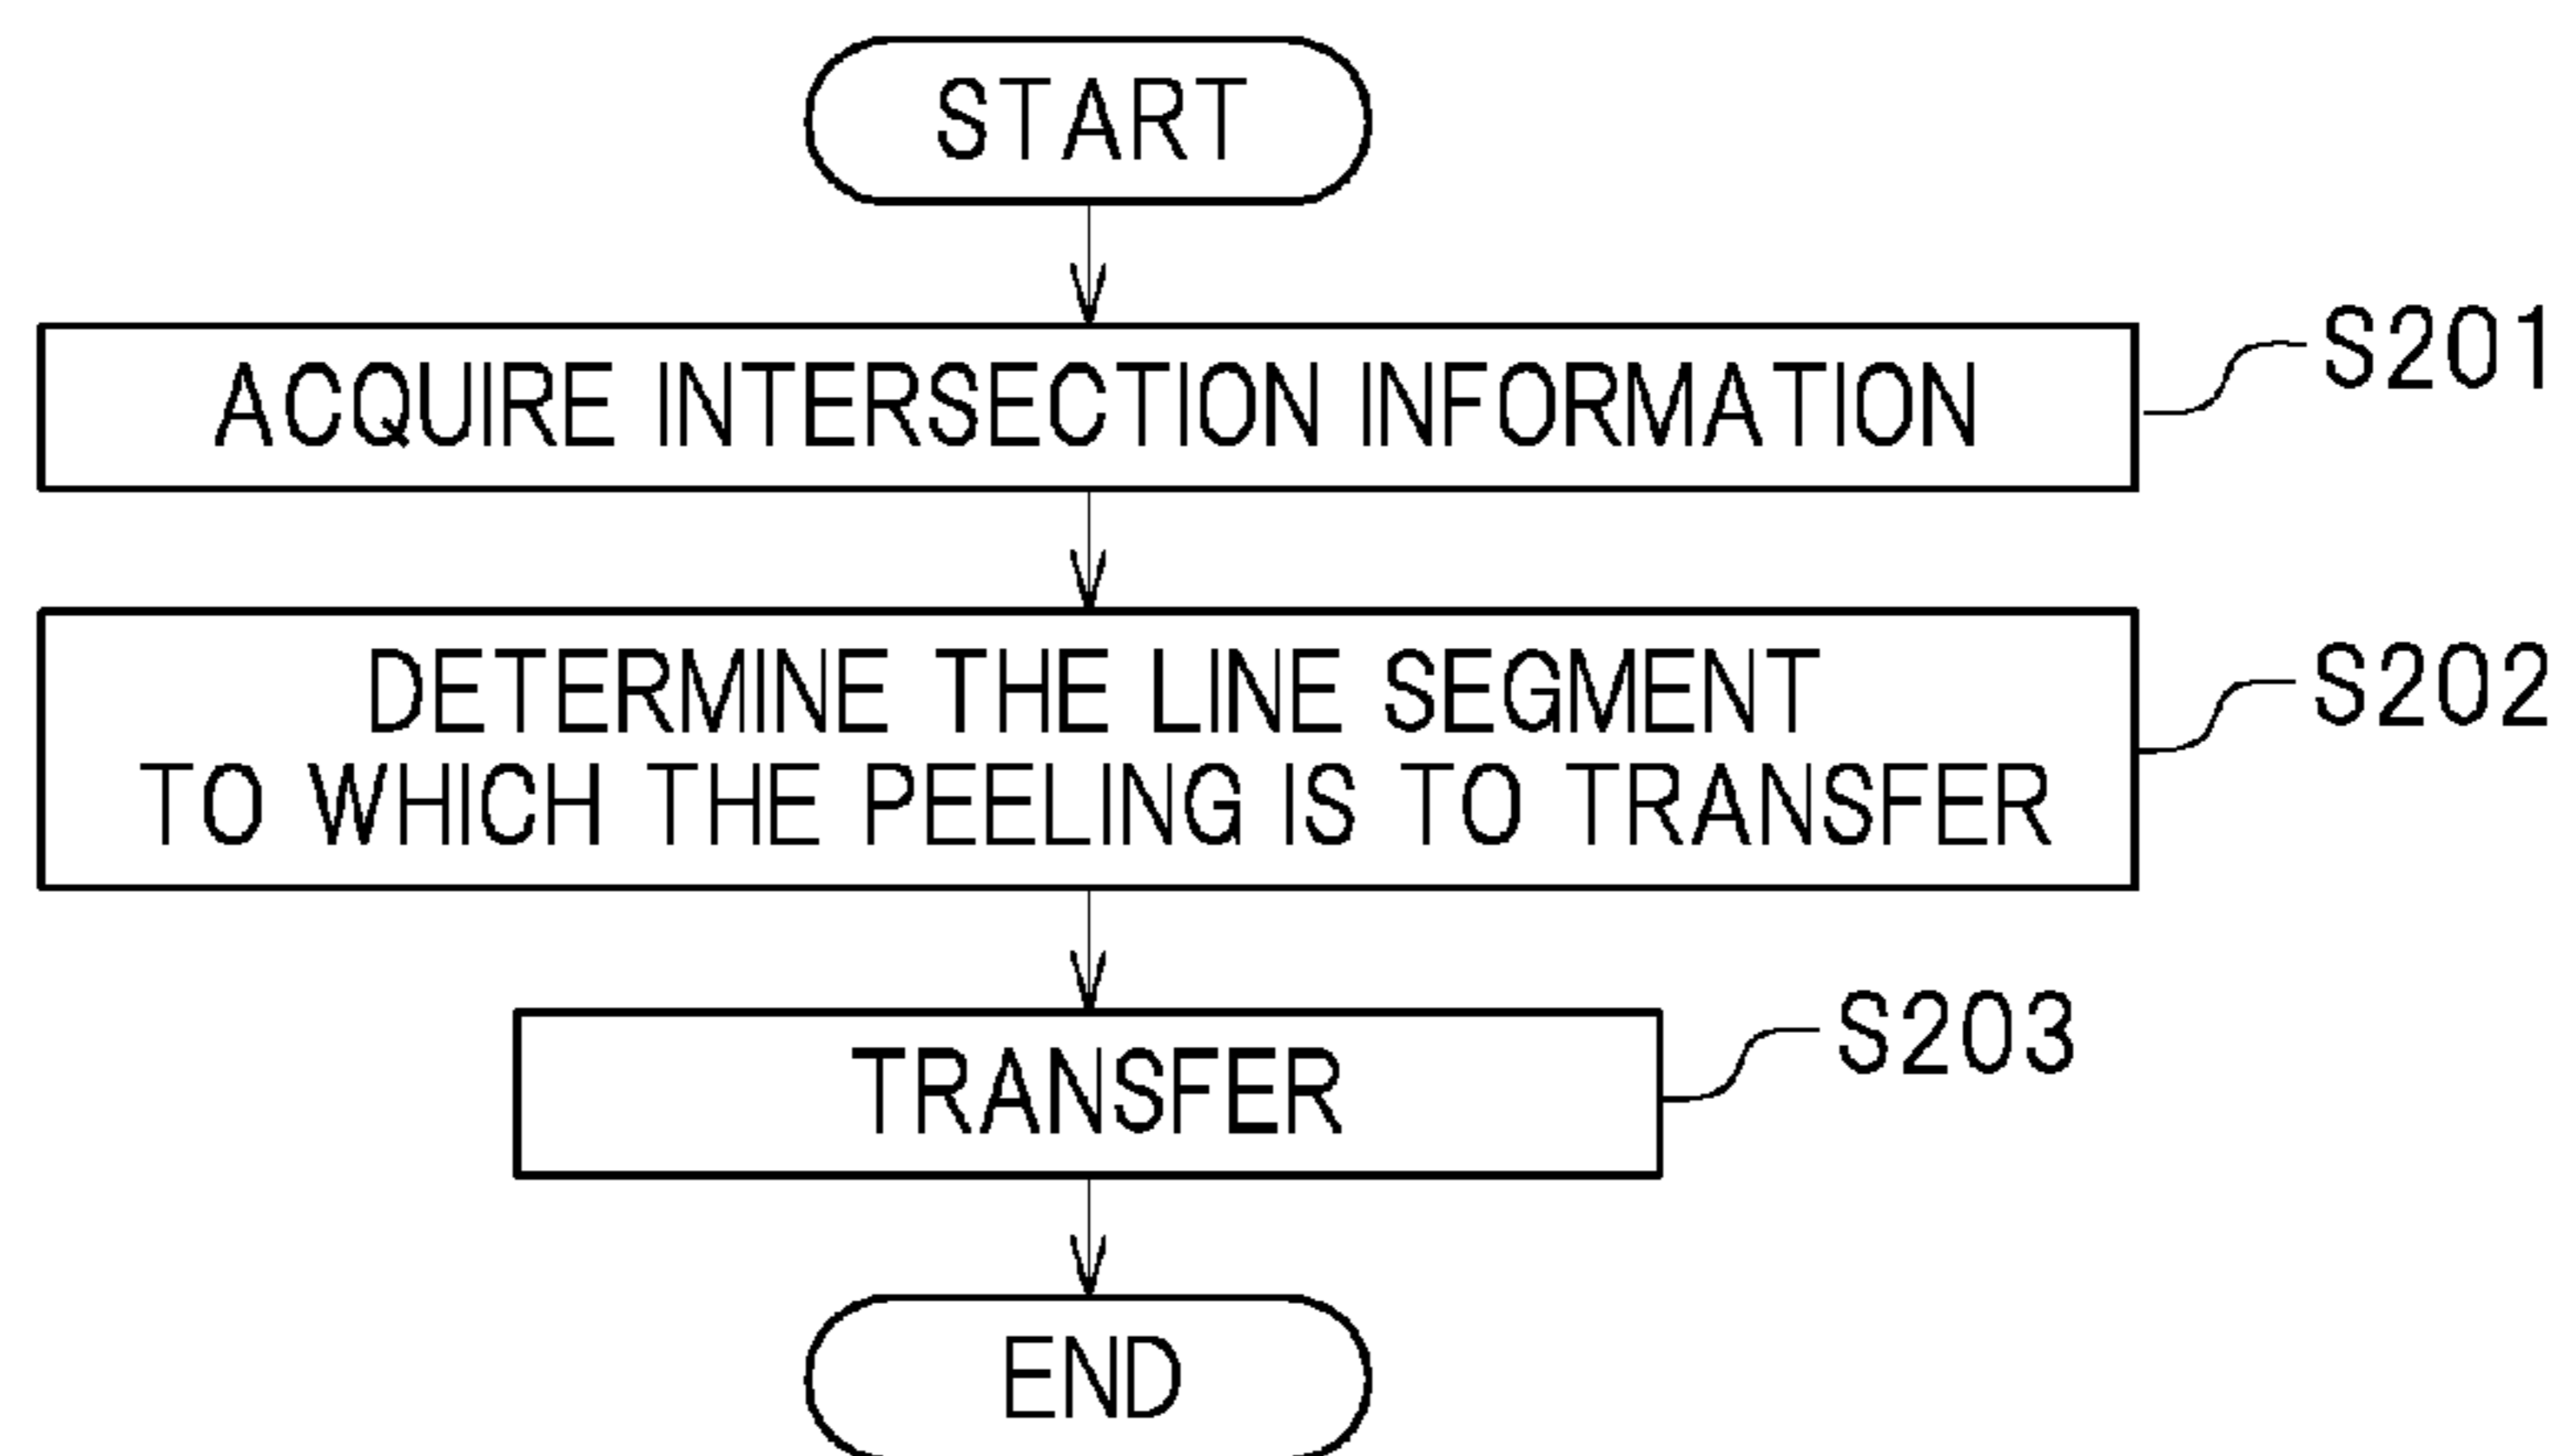 START
ACQUIRE INTERSECTION INFORMATION
S201
DETERMINE THE LINE SEGMENT
TO WHICH THE PEELING IS TO TRANSFER
S202
TRANSFER
S203
END